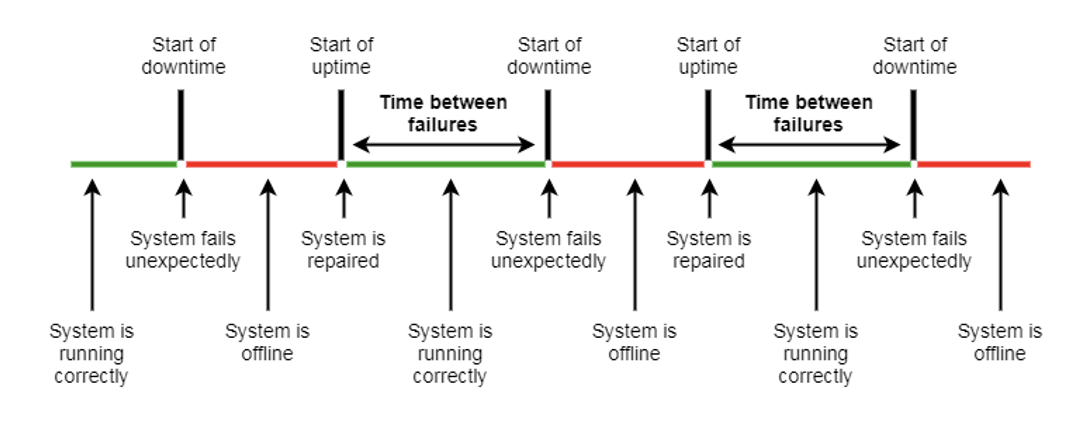 Start of
downtime
Start of
uptime
Start of
downtime
Start of
uptime
Start of
downtime
Time between
failures
Time between
failures
System fails
unexpectedly
System is
repaired
System fails
unexpectedly
System is
repaired
System fails
unexpectedly
System is
running
correctly
System is
offline
System is
running
correctly
System is
offline
System is
running
correctly
System is
offline